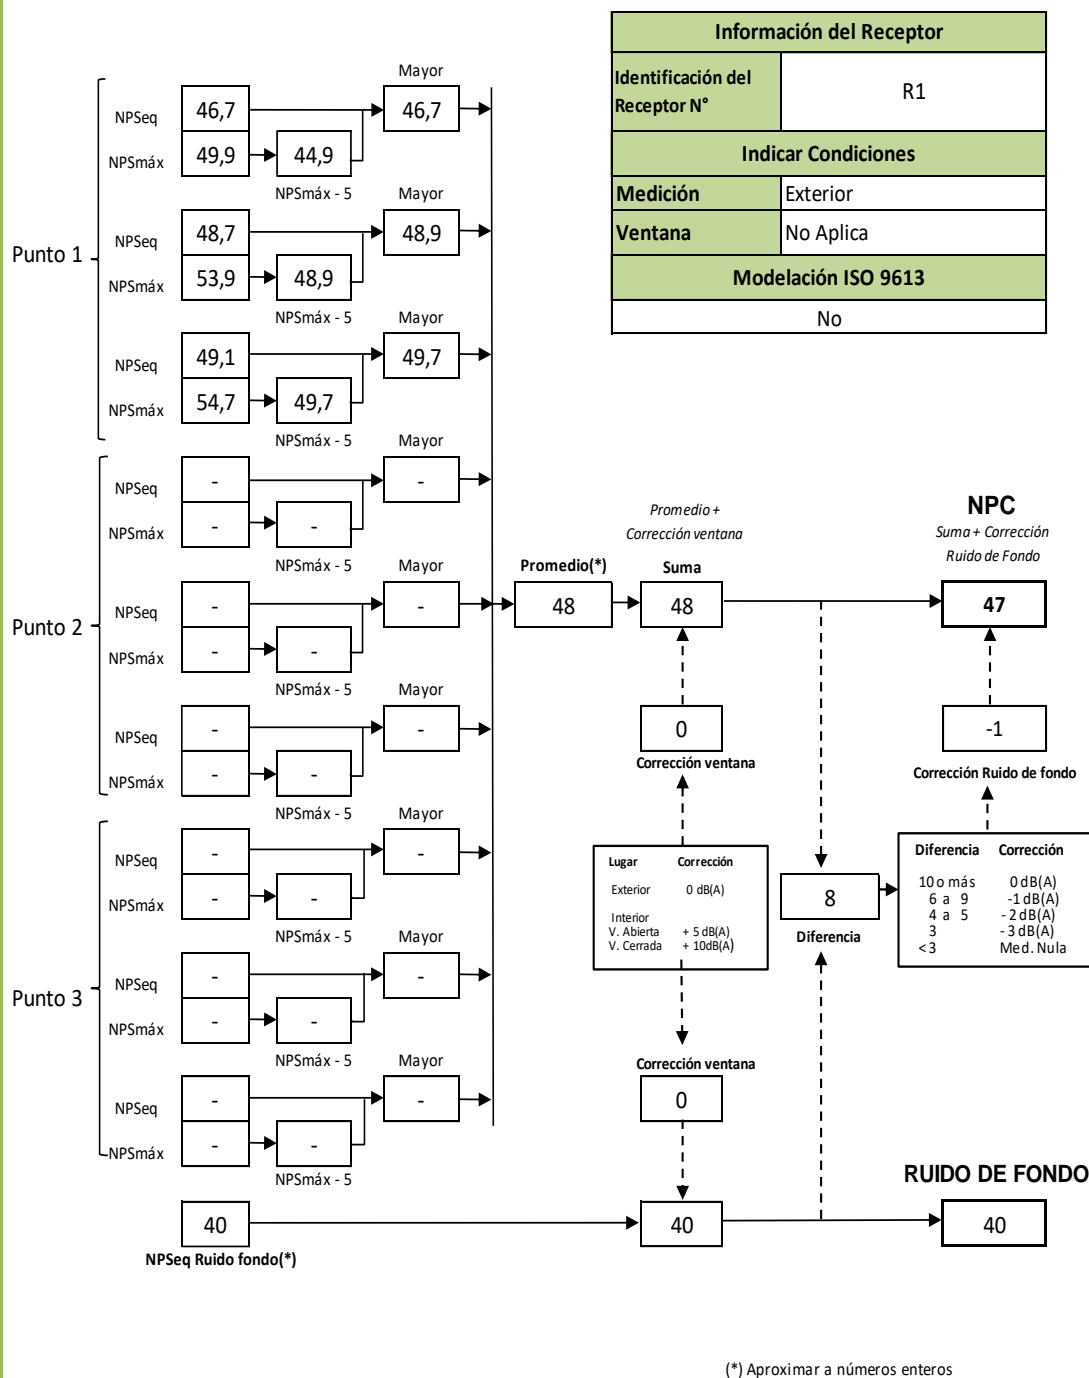 Información del Receptor
Identificación del Receptor N°
R1
Indicar Condiciones
Medición
Exterior
Ventana
No Aplica
Modelación ISO 9613
No
Punto 1
Mayor
NPSeq
46,7
46,7
NPSmáx
49,9
44,9
NPSmáx - 5
Mayor
NPSeq
48,7
48,9
NPSmáx
53,9
48,9
NPSmáx - 5
Mayor
NPSeq
49,1
49,7
NPSmáx
54,7
49,7
NPSmáx - 5
Punto 2
Mayor
NPSeq
-
-
NPSmáx
-
-
NPSmáx - 5
Mayor
NPSeq
-
-
NPSmáx
-
-
NPSmáx - 5
Mayor
NPSeq
-
-
NPSmáx
-
-
NPSmáx - 5
Punto 3
Mayor
NPSeq
-
-
NPSmáx
-
-
NPSmáx - 5
Mayor
NPSeq
-
-
NPSmáx
-
-
NPSmáx - 5
Mayor
NPSeq
-
-
NPSmáx
-
-
NPSmáx - 5
40
NPSeq Ruido fondo(*)
Promedio(*)
48
Promedio +
Corrección ventana
Suma
48
0
Corrección ventana
Lugar Corrección
Exterior 0 dB(A)
Interior
V. Abierta + 5 dB(A)
V. Cerrada + 10dB(A)
Corrección ventana
0
40
8
Diferencia
NPC
Suma + Corrección
Ruido de Fondo
47
-1
Corrección Ruido de fondo
Diferencia Corrección
10 o más 0 dB(A)
6 a 9 -1 dB(A)
4 a 5 - 2 dB(A)
3 - 3 dB(A)
< 3 Med. Nula
RUIDO DE FONDO
40
(*) Aproximar a números enteros